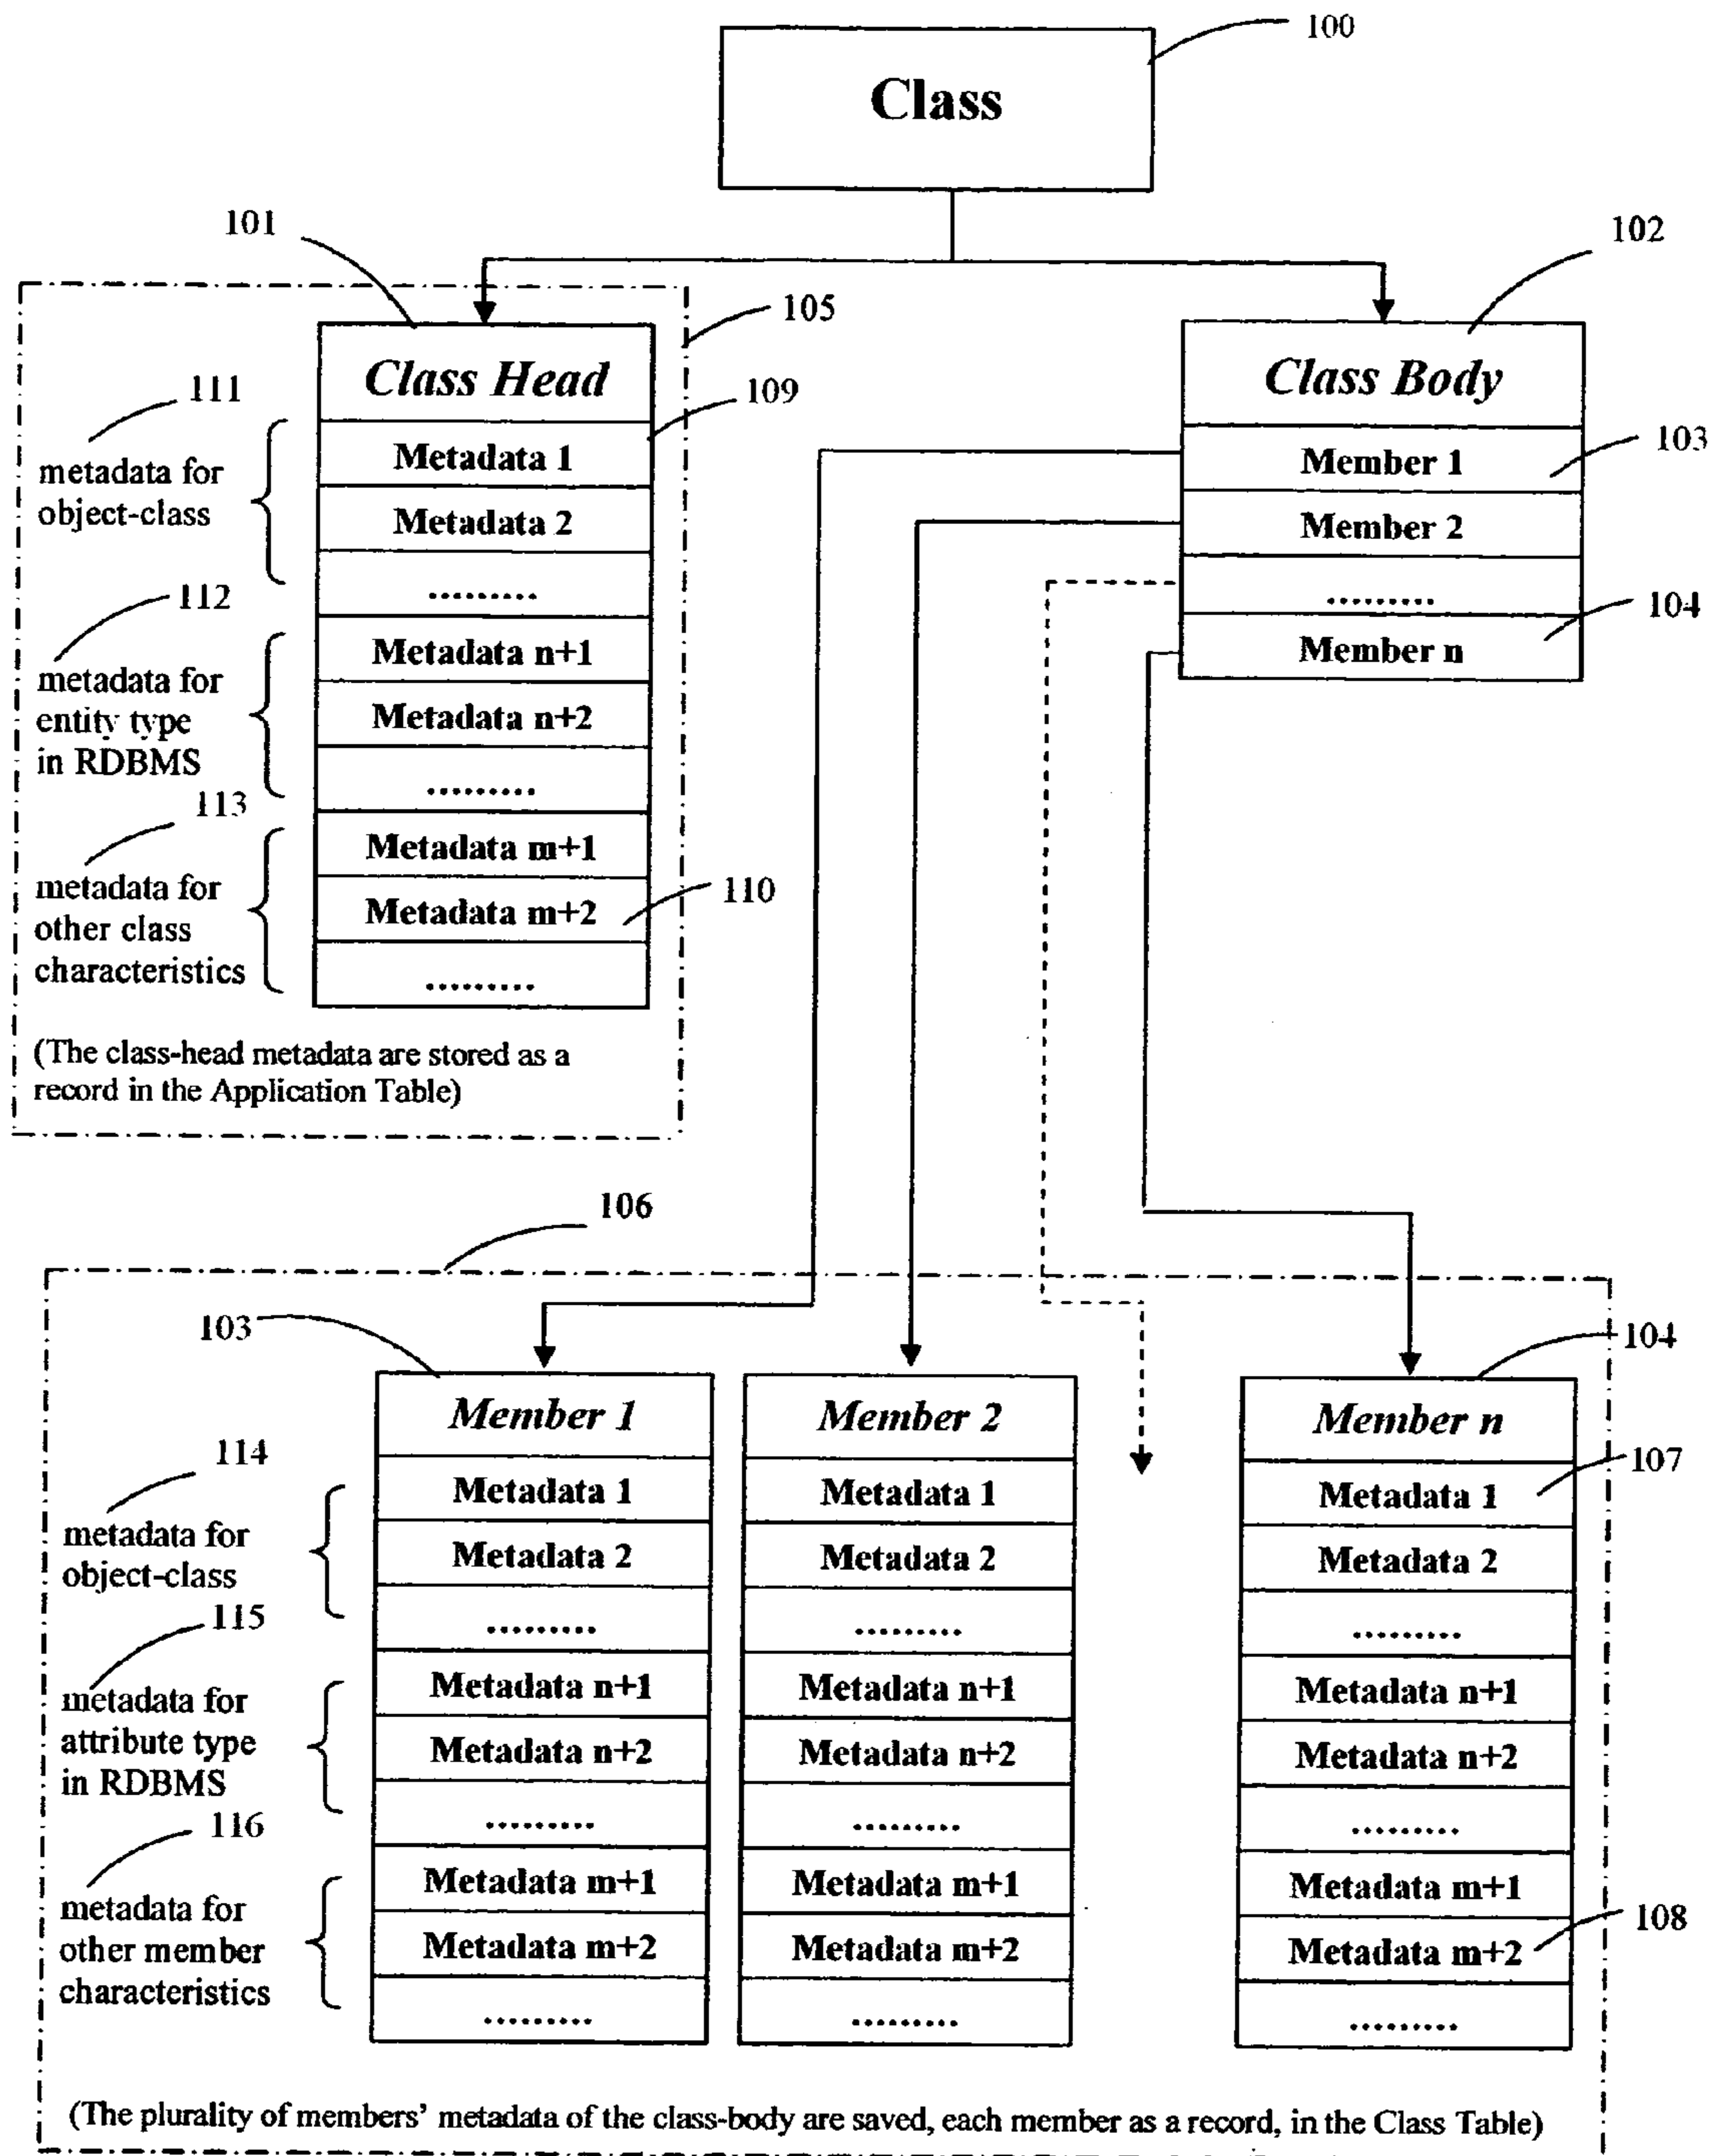 100
Class
101
102
105
Class Head
Class Body
111
109
103
metadata for
object-class
Metadata 1
Member 1
Metadata 2
Member 2
.........
.........
112
104
Member n
metadata for
entity type
in RDBMS
Metadata n+1
Metadata n+2
.........
113
metadata for
other class
characteristics
Metadata m+1
110
Metadata m+2
.........
(The class-head metadata are stored as a
record in the Application Table)
106
103
104
Member 1
Member 2
Member n
114
107
metadata for
object-class
Metadata 1
Metadata 1
Metadata 1
Metadata 2
Metadata 2
Metadata 2
.........
.........
.........
115
metadata for
attribute type
in RDBMS
Metadata n+1
Metadata n+1
Metadata n+1
Metadata n+2
Metadata n+2
Metadata n+2
.........
.........
.........
116
metadata for
other member
characteristics
Metadata m+1
Metadata m+1
Metadata m+1
108
Metadata m+2
Metadata m+2
Metadata m+2
.........
.........
.........
(The plurality of members’ metadata of the class-body are saved, each member as a record, in the Class Table)